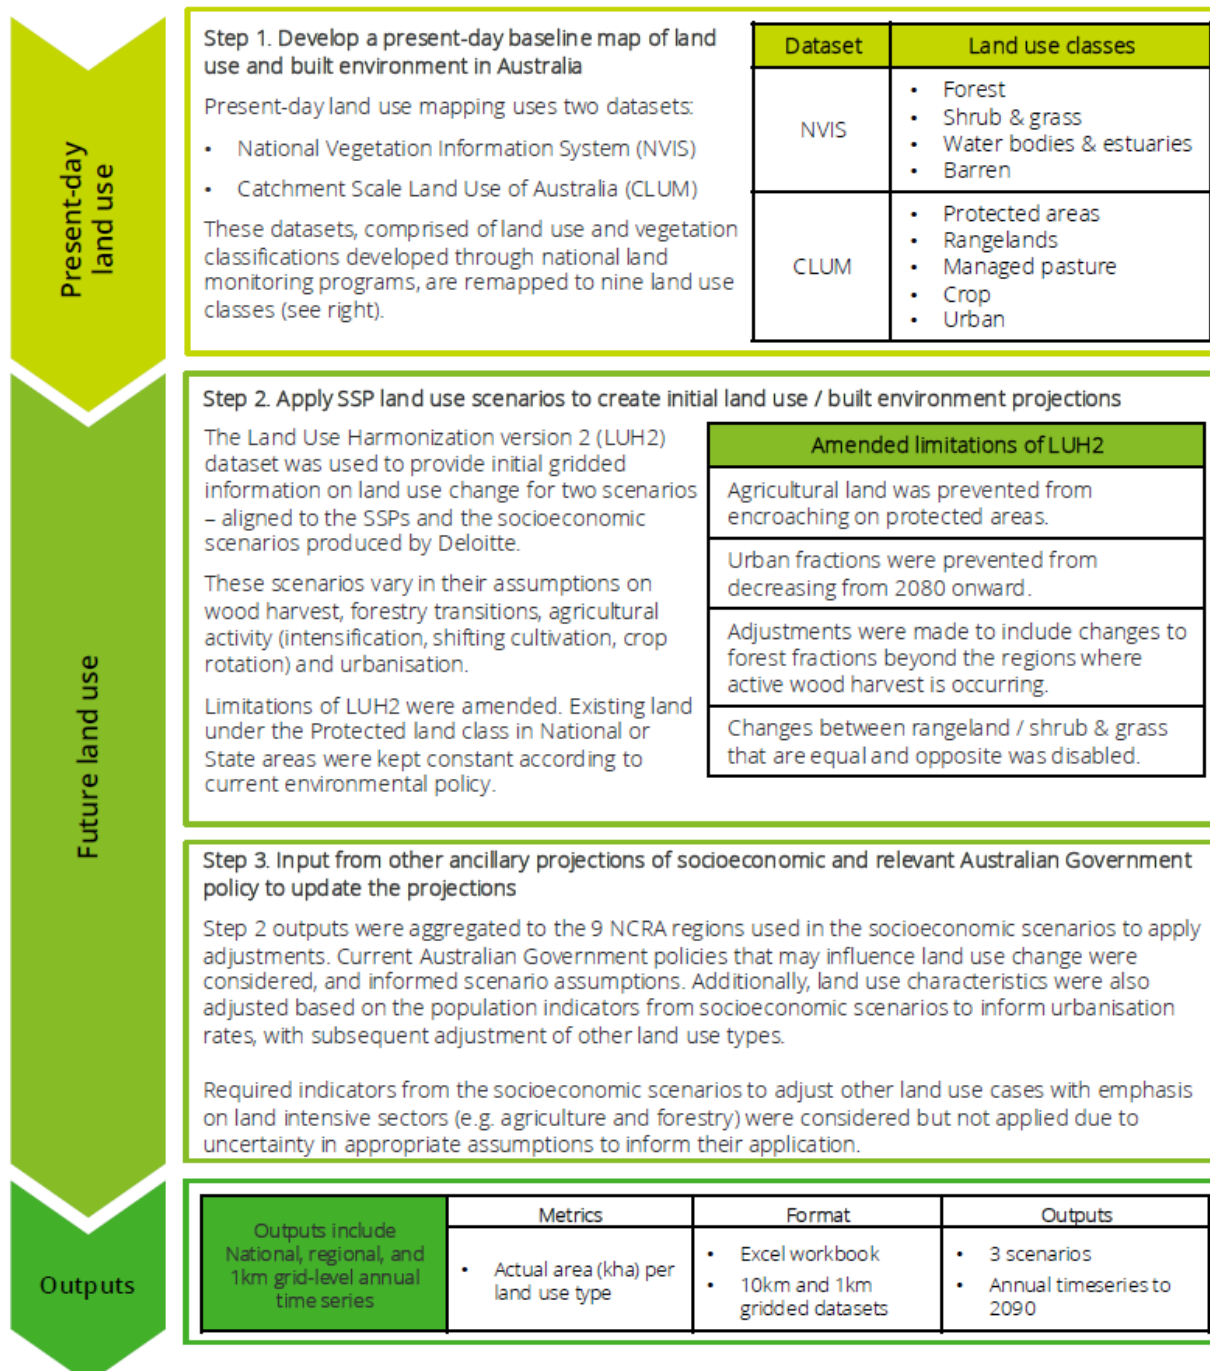 Present-day
land use
Step 1. Develop a present-day baseline map of land
use and built environment in Australia
Present-day land use mapping uses two datasets:
• National Vegetation Information System (NVIS)
• Catchment Scale Land Use of Australia (CLUM)
These datasets, comprised of land use and vegetation
classifications developed through national land
monitoring programs, are remapped to nine land use
classes (see right).
Dataset
Land use classes
NVIS
• Forest
• Shrub & grass
• Water bodies & estuaries
• Barren
CLUM
• Protected areas
• Rangelands
• Managed pasture
• Crop
• Urban
Future land use
Step 2. Apply SSP land use scenarios to create initial land use / built environment projections
The Land Use Harmonization version 2 (LUH2)
dataset was used to provide initial gridded
information on land use change for two scenarios
– aligned to the SSPs and the socioeconomic
scenarios produced by Deloitte.
These scenarios vary in their assumptions on
wood harvest, forestry transitions, agricultural
activity (intensification, shifting cultivation, crop
rotation) and urbanisation.
Limitations of LUH2 were amended. Existing land
under the Protected land class in National or
State areas were kept constant according to
current environmental policy.
Amended limitations of LUH2
Agricultural land was prevented from
encroaching on protected areas.
Urban fractions were prevented from
decreasing from 2080 onward.
Adjustments were made to include changes to
forest fractions beyond the regions where
active wood harvest is occurring.
Changes between rangeland / shrub & grass
that are equal and opposite was disabled.
Step 3. Input from other ancillary projections of socioeconomic and relevant Australian Government
policy to update the projections
Step 2 outputs were aggregated to the 9 NCRA regions used in the socioeconomic scenarios to apply
adjustments. Current Australian Government policies that may influence land use change were
considered, and informed scenario assumptions. Additionally, land use characteristics were also
adjusted based on the population indicators from socioeconomic scenarios to inform urbanisation
rates, with subsequent adjustment of other land use types.
Required indicators from the socioeconomic scenarios to adjust other land use cases with emphasis
on land intensive sectors (e.g. agriculture and forestry) were considered but not applied due to
uncertainty in appropriate assumptions to inform their application.
Outputs
Outputs include
National, regional, and
1km grid-level annual
time series
Metrics
• Actual area (kha) per
land use type
Format
• Excel workbook
• 10km and 1km
gridded datasets
Outputs
• 3 scenarios
• Annual timeseries to
2090